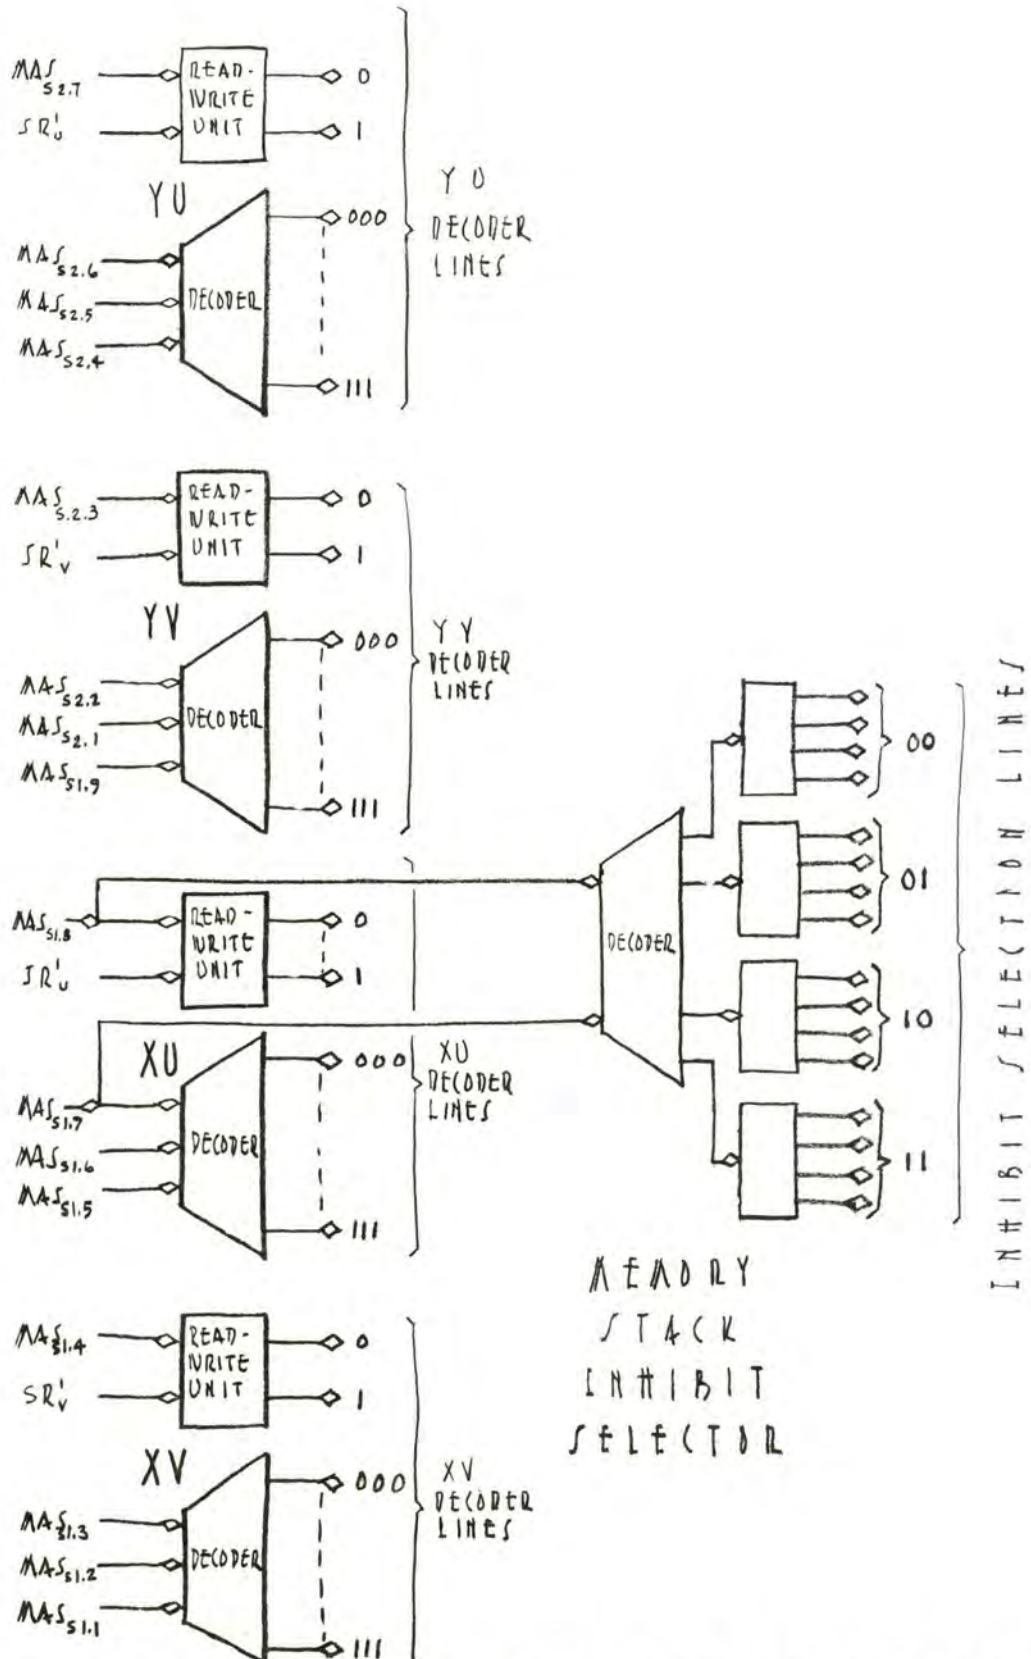 MAS S2.7
SR'U
READ-
WRITE
UNIT
0
1
YU
MAS S2.6
MAS S2.5
MAS S2.4
DECODER
000
111
YU
DECODER
LINES
MAS S.2.3
SR'V
READ-
WRITE
UNIT
0
1
YV
MAS S2.2
MAS S2.1
MAS S1.9
DECODER
000
111
YV
DECODER
LINES
MAS S1.8
SR'U
READ-
WRITE
UNIT
0
1
XU
MAS S1.7
MAS S1.6
MAS S1.5
DECODER
000
111
XU
DECODER
LINES
MAS S1.4
SR'V
READ-
WRITE
UNIT
0
1
XV
MAS S1.3
MAS S1.2
MAS S1.1
DECODER
000
111
XV
DECODER
LINES
DECODER
00
01
10
11
INHIBIT SELECTRON LINES
MEMORY
STACK
INHIBIT
SELECTOR